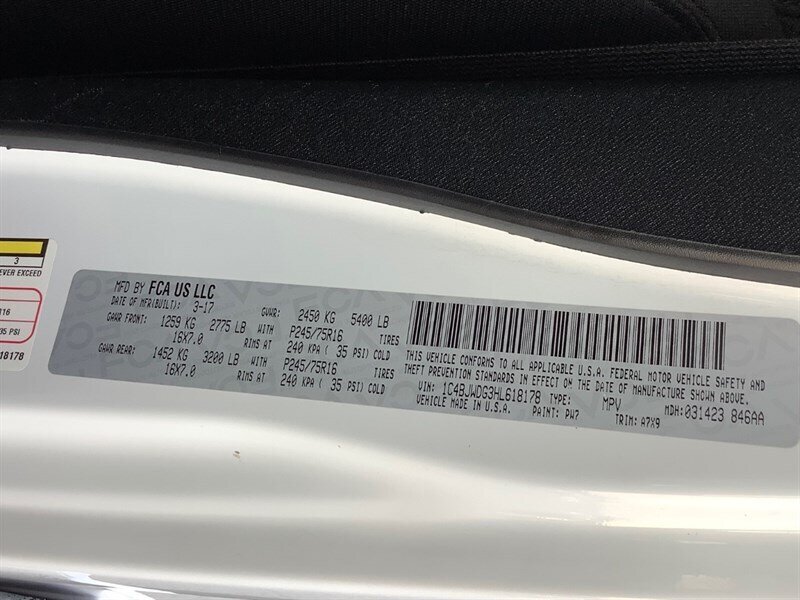 3
EVER EXCEED
R16
35 PSI
618178
MFD BY FCA US LLC
DATE OF MFR(BUILT): 3-17 GVWR: 2450 KG 5400 LB
GAWR FRONT: 1259 KG 2775 LB WITH P245/75R16 TIRES
16X7.0 RIMS AT 240 KPA ( 35 PSI) COLD
GAWR REAR: 1452 KG 3200 LB WITH P245/75R16 TIRES
16X7.0 RIMS AT 240 KPA ( 35 PSI) COLD
THIS VEHICLE CONFORMS TO ALL APPLICABLE U.S.A. FEDERAL MOTOR VEHICLE SAFETY AND
THEFT PREVENTION STANDARDS IN EFFECT ON THE DATE OF MANUFACTURE SHOWN ABOVE.
VIN: 1C4BJWDG3HL618178 TYPE: MPV MDH: 031423 846AA
VEHICLE MADE IN U.S.A. PAINT: PW7 TRIM: A7X9